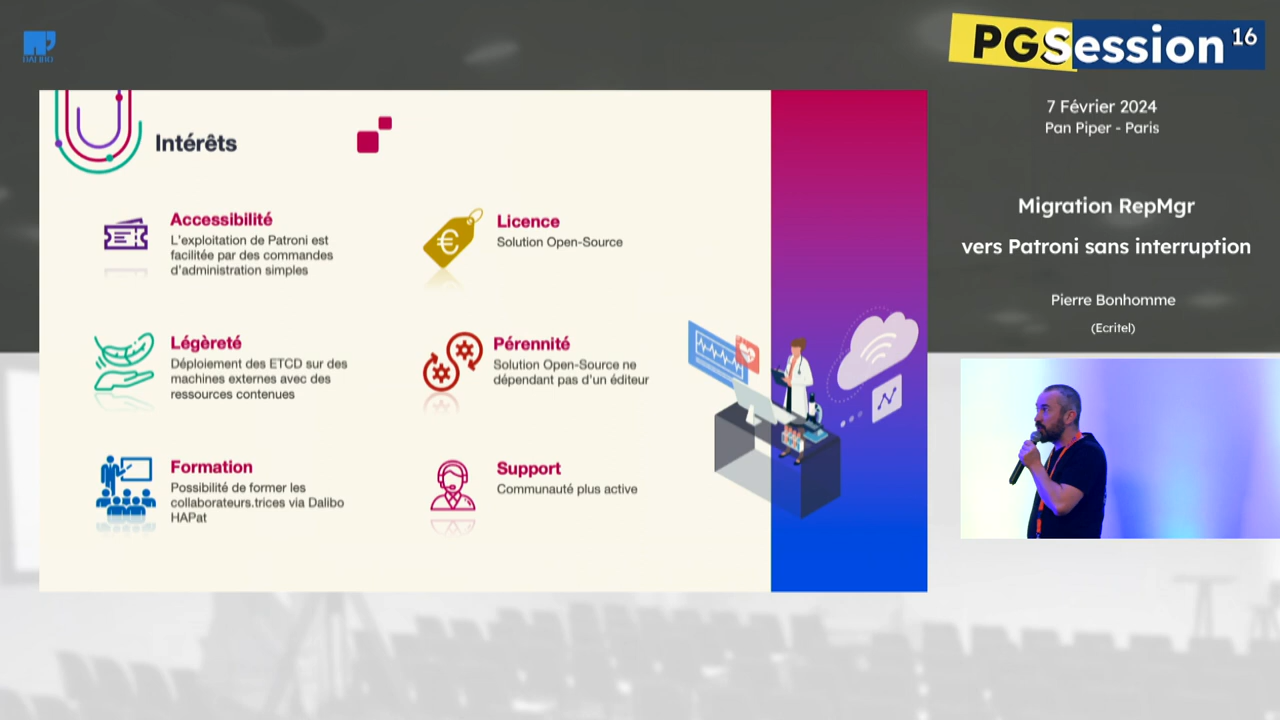 DALIBO
PGSession 16
7 Février 2024
Pan Piper - Paris
Migration RepMgr
vers Patroni sans interruption
Pierre Bonhomme
(Ecritel)
Intérêts
Accessibilité
L'exploitation de Patroni est
facilitée par des commandes
d'administration simples
Licence
Solution Open-Source
Légèreté
Déploiement des ETCD sur des
machines externes avec des
ressources contenues
Pérennité
Solution Open-Source ne
dépendant pas d'un éditeur
Formation
Possibilité de former les
collaborateurs.trices via Dalibo
HAPat
Support
Communauté plus active